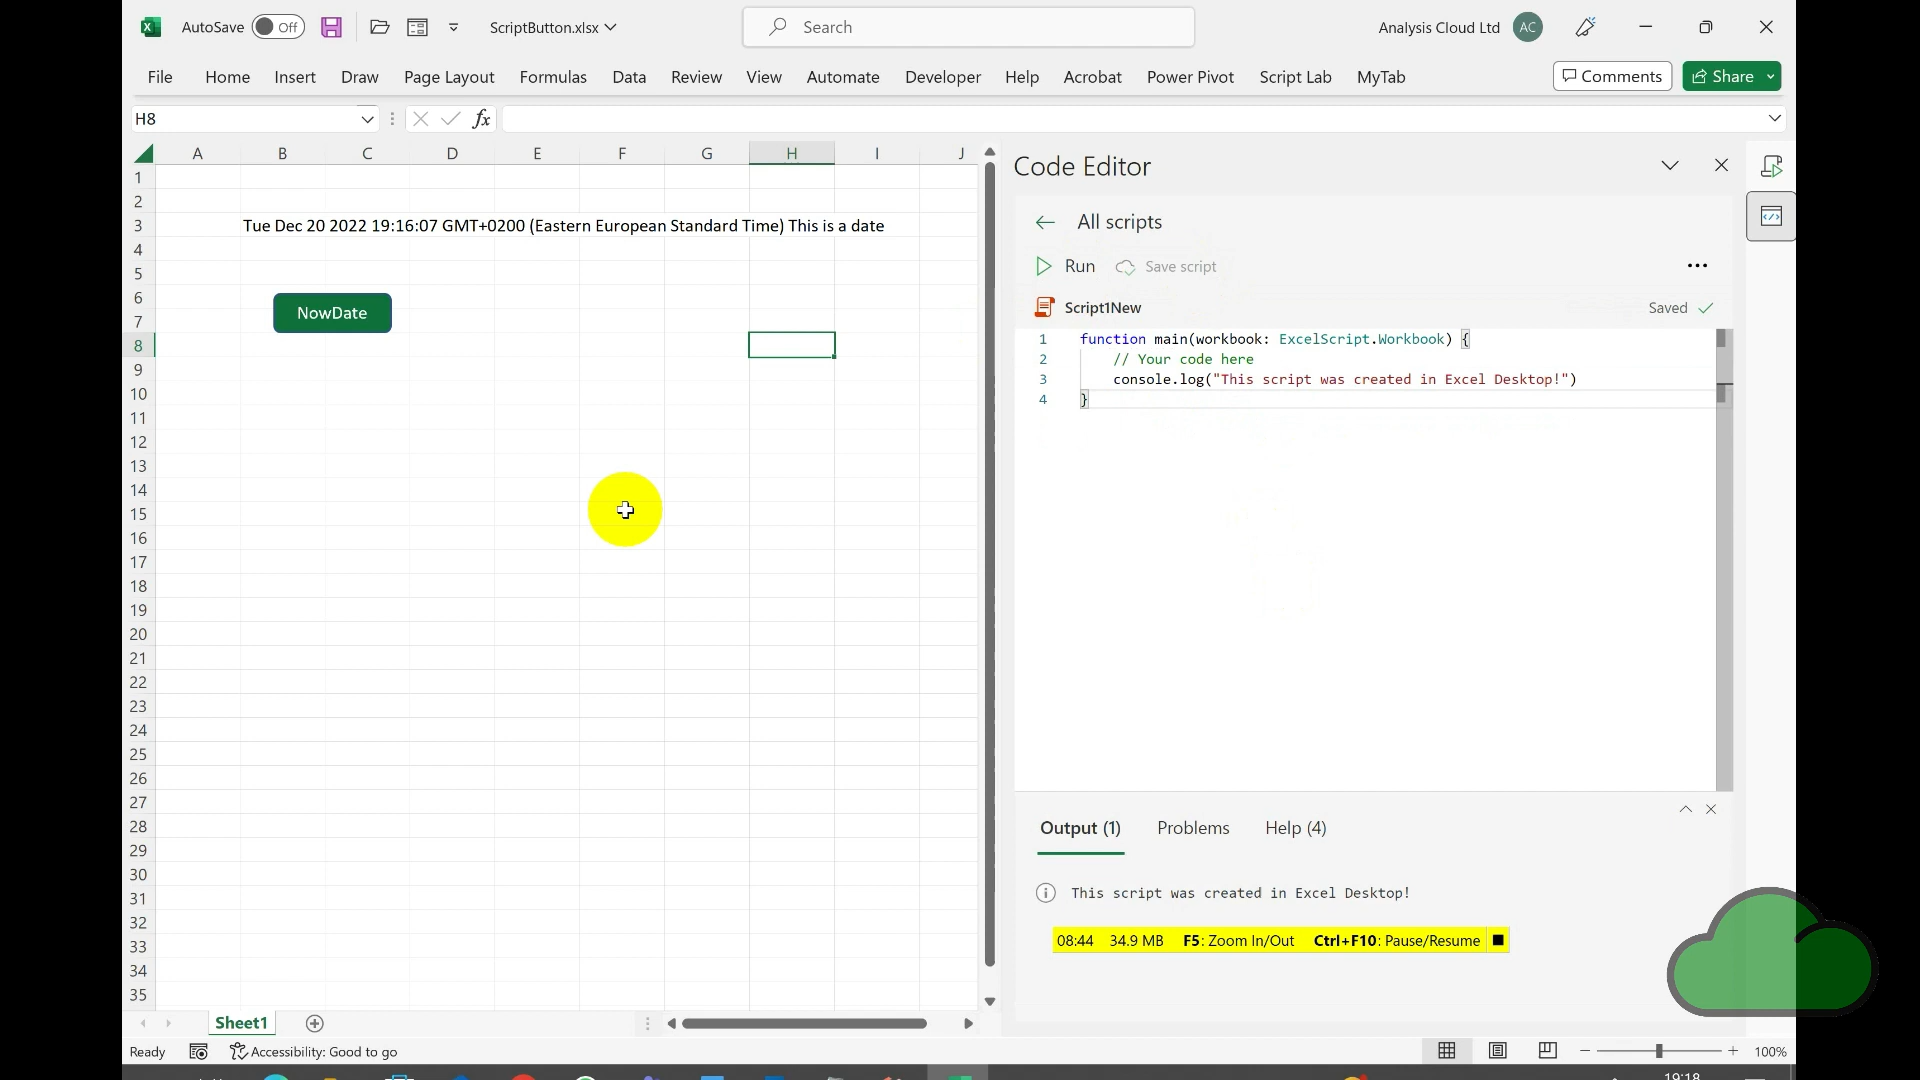 AutoSave Off ScriptButton.xlsx Search Analysis Cloud Ltd AC
File Home Insert Draw Page Layout Formulas Data Review View Automate Developer Help Acrobat Power Pivot Script Lab MyTab Comments Share
H8 fx
A B C D E F G H I J
Code Editor
All scripts
Run Save script
Script1New Saved
1 function main(workbook: ExcelScript.Workbook) {
2 // Your code here
3 console.log("This script was created in Excel Desktop!")
4 }
1
2
3 Tue Dec 20 2022 19:16:07 GMT+0200 (Eastern European Standard Time) This is a date
4
5
6
NowDate
7
8
9
10
11
12
13
14
15
16
17
18
19
20
21
22
23
24
25
26
27
28
29
30
31
32
33
34
35
Output (1) Problems Help (4)
This script was created in Excel Desktop!
08:44 34.9 MB F5: Zoom In/Out Ctrl+F10: Pause/Resume
Sheet1
Ready Accessibility: Good to go 100%
19:18